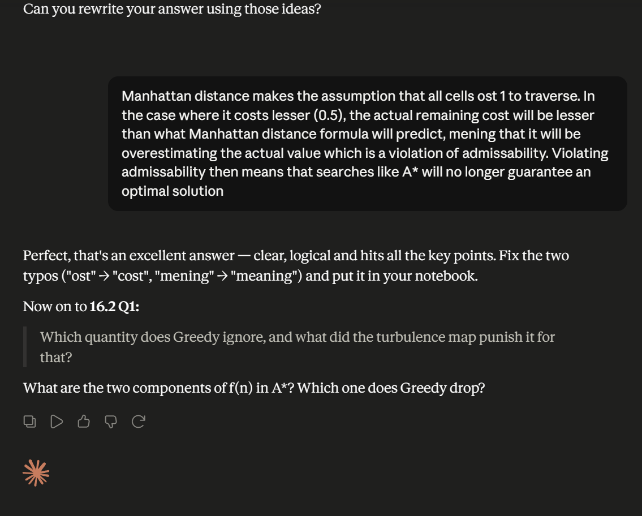 Can you rewrite your answer using those ideas?
Manhattan distance makes the assumption that all cells ost 1 to traverse. In
the case where it costs lesser (0.5), the actual remaining cost will be lesser
than what Manhattan distance formula will predict, mening that it will be
overestimating the actual value which is a violation of admissability. Violating
admissability then means that searches like A* will no longer guarantee an
optimal solution
Perfect, that's an excellent answer — clear, logical and hits all the key points. Fix the two
typos ("ost" → "cost", "mening" → "meaning") and put it in your notebook.
Now on to 16.2 Q1:
Which quantity does Greedy ignore, and what did the turbulence map punish it for
that?
What are the two components of f(n) in A*? Which one does Greedy drop?